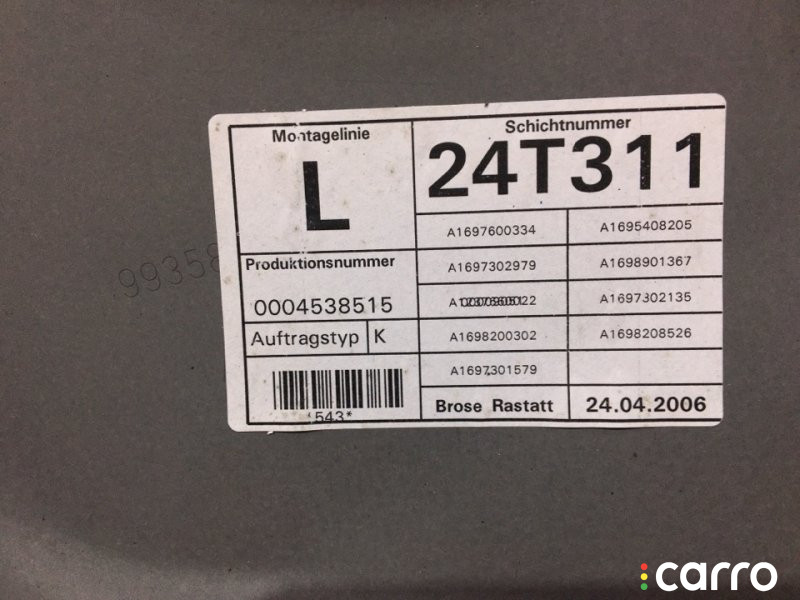 Montagelinie
L
Schichtnummer
24T311
A1697600334
A1695408205
Produktionsnummer
0004538515
A1697302979
A1698901367
A1697302135
Auftragstyp K
A1698200302
A1698208526
A1697301579
*543*
Brose Rastatt
24.04.2006
99358
carro